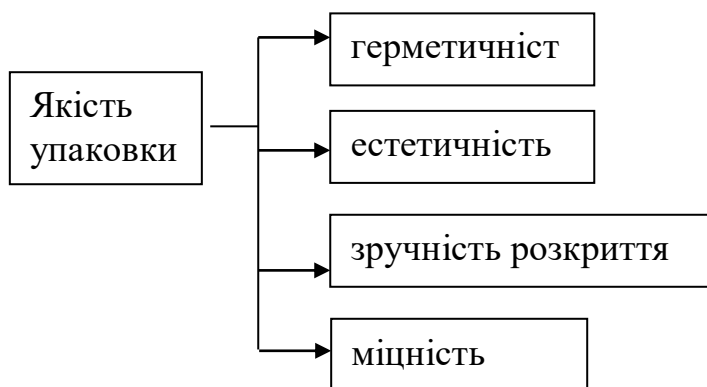 Якість
упаковки
герметичніст
естетичність
зручність розкриття
міцність